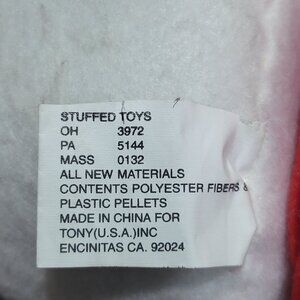 STUFFED TOYS
OH 3972
PA 5144
MASS 0132
ALL NEW MATERIALS
CONTENTS POLYESTER FIBERS &
PLASTIC PELLETS
MADE IN CHINA FOR
TONY(U.S.A.)INC
ENCINITAS CA. 92024